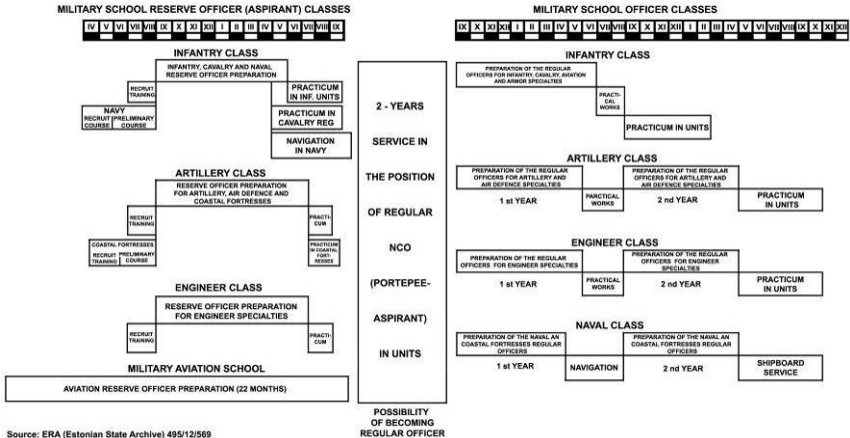 MILITARY SCHOOL RESERVE OFFICER (ASPIRANT) CLASSES
IV V VI VII VIII IX X XI XII I II III IV V VI VII VIII IX
INFANTRY CLASS
INFANTRY, CAVALRY AND NAVAL
RESERVE OFFICER PREPARATION
RECRUIT
TRAINING
PRACTICUM
IN INF. UNITS
NAVY
RECRUIT
COURSE
PRELIMINARY
COURSE
PRACTICUM IN
CAVALRY REG
NAVIGATION
IN NAVY
ARTILLERY CLASS
RESERVE OFFICER PREPARATION
FOR ARTILLERY, AIR DEFENCE AND
COASTAL FORTRESSES
RECRUIT
TRAINING
PRACTI-
CUM
COASTAL FORTRESSES
RECRUIT
TRAINING
PRELIMINARY
COURSE
PRACTICUM
IN COASTAL
FORT-
RESSES
ENGINEER CLASS
RESERVE OFFICER PREPARATION
FOR ENGINEER SPECIALTIES
RECRUIT
TRAINING
PRACTI-
CUM
MILITARY AVIATION SCHOOL
AVIATION RESERVE OFFICER PREPARATION (22 MONTHS)
Source: ERA (Estonian State Archive) 495/12/569
2 - YEARS
SERVICE IN
THE POSITION
OF REGULAR
NCO
(PORTEPEE-
ASPIRANT)
IN UNITS
POSSIBILITY
OF BECOMING
REGULAR OFFICER
MILITARY SCHOOL OFFICER CLASSES
IX X XI XII I II III IV V VI VII VIII IX X XI XII I II III IV V VI VII VIII IX X XI XII
INFANTRY CLASS
PREPARATION OF THE REGULAR
OFFICERS FOR INFANTRY, CAVALRY, AVIATION
AND ARMOR SPECIALTIES
PRACTI-
CAL
WORKS
PRACTICUM IN UNITS
ARTILLERY CLASS
PREPARATION OF THE REGULAR
OFFICERS FOR ARTILLERY AND
AIR DEFENCE SPECIALTIES
1 st YEAR
PARCTICAL
WORKS
PREPARATION OF THE REGULAR
OFFICERS FOR ARTILLERY AND
AIR DEFENCE SPECIALTIES
2 nd YEAR
PRACTICUM
IN UNITS
ENGINEER CLASS
PREPARATION OF THE REGULAR
OFFICERS FOR ENGINEER SPECIALTIES
1 st YEAR
PRACTICAL
WORKS
PREPARATION OF THE REGULAR
OFFICERS FOR ENGINEER
SPECIALTIES
2 nd YEAR
PRACTICUM
IN UNITS
NAVAL CLASS
PREPARATION OF THE NAVAL AN
COASTAL FORTRESSES REGULAR
OFFICERS
1 st YEAR
NAVIGATION
PREPARATION OF THE NAVAL AN
COASTAL FORTRESSES REGULAR
OFFICERS
2 nd YEAR
SHIPBOARD
SERVICE